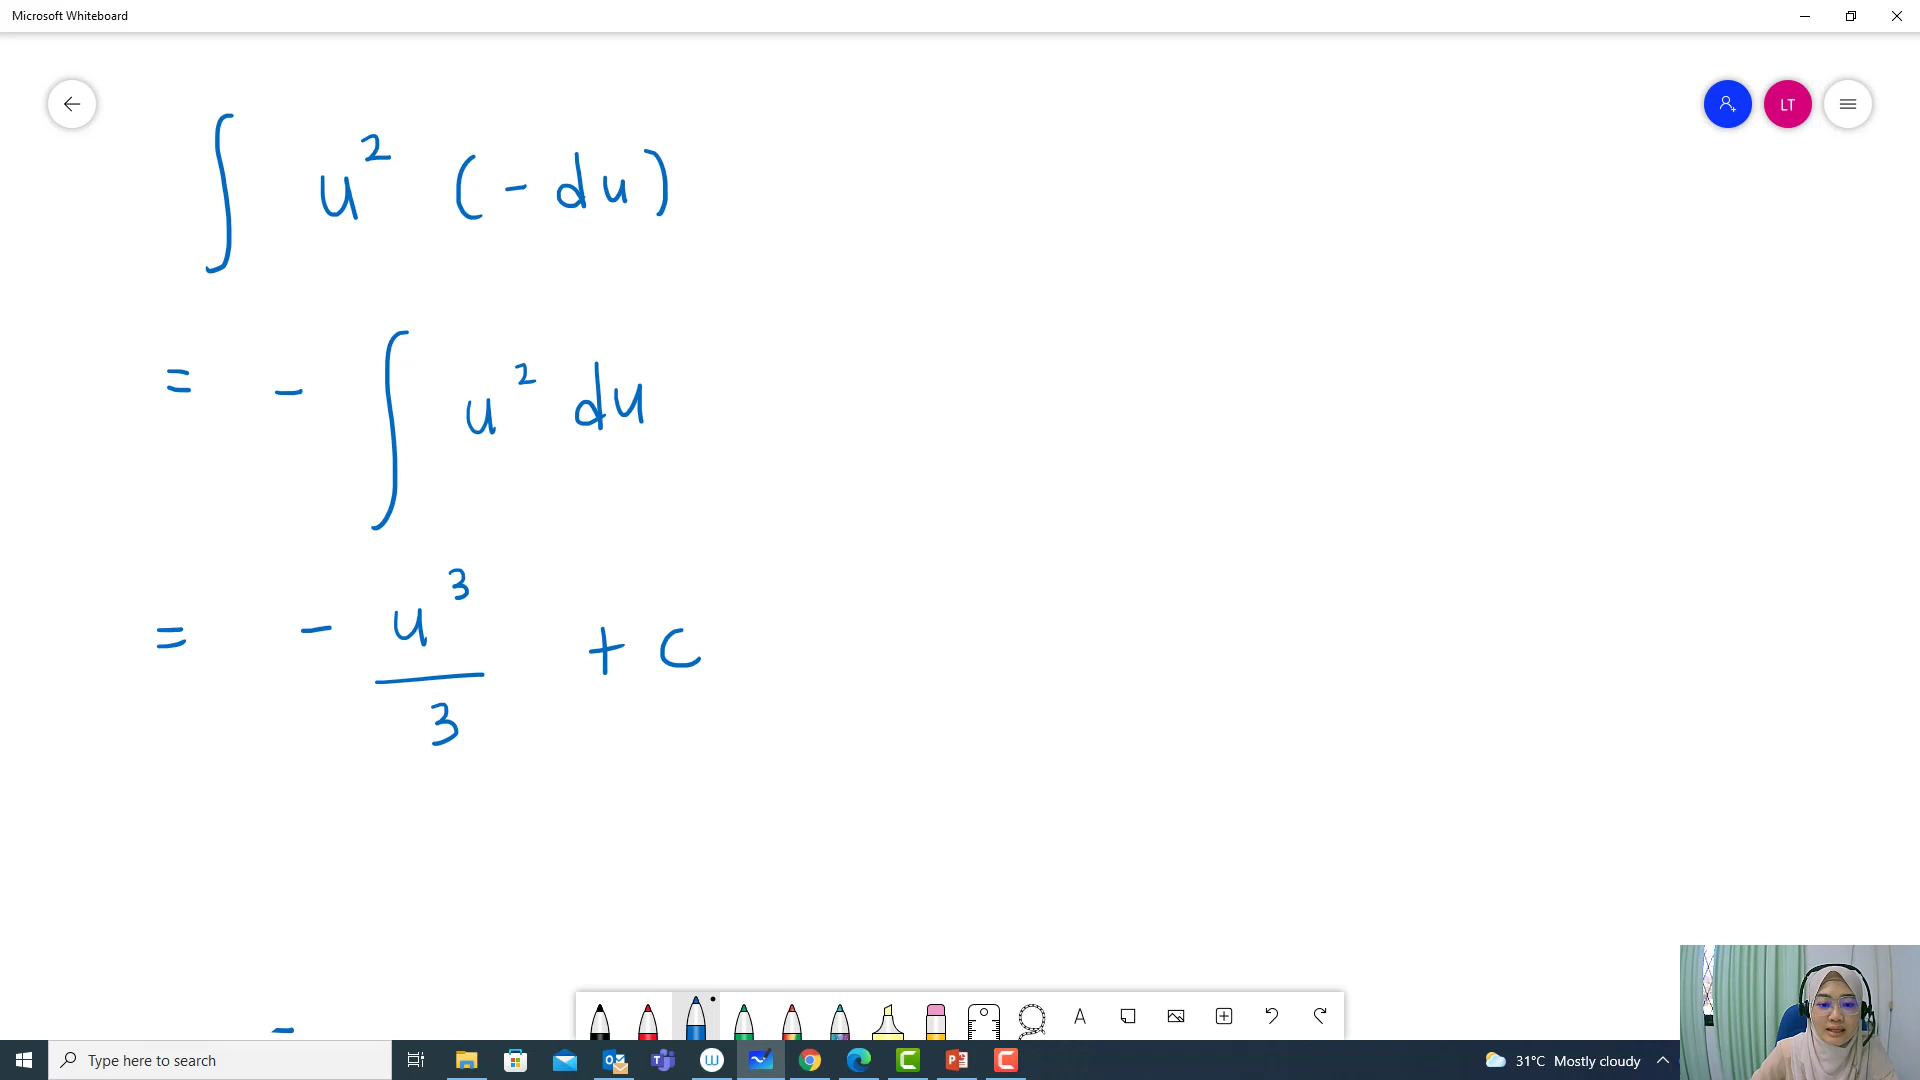 Microsoft Whiteboard
LT
∫ u² (- du)
= - ∫ u² du
= - u³/3 + c
-
A
Type here to search
31°C Mostly cloudy